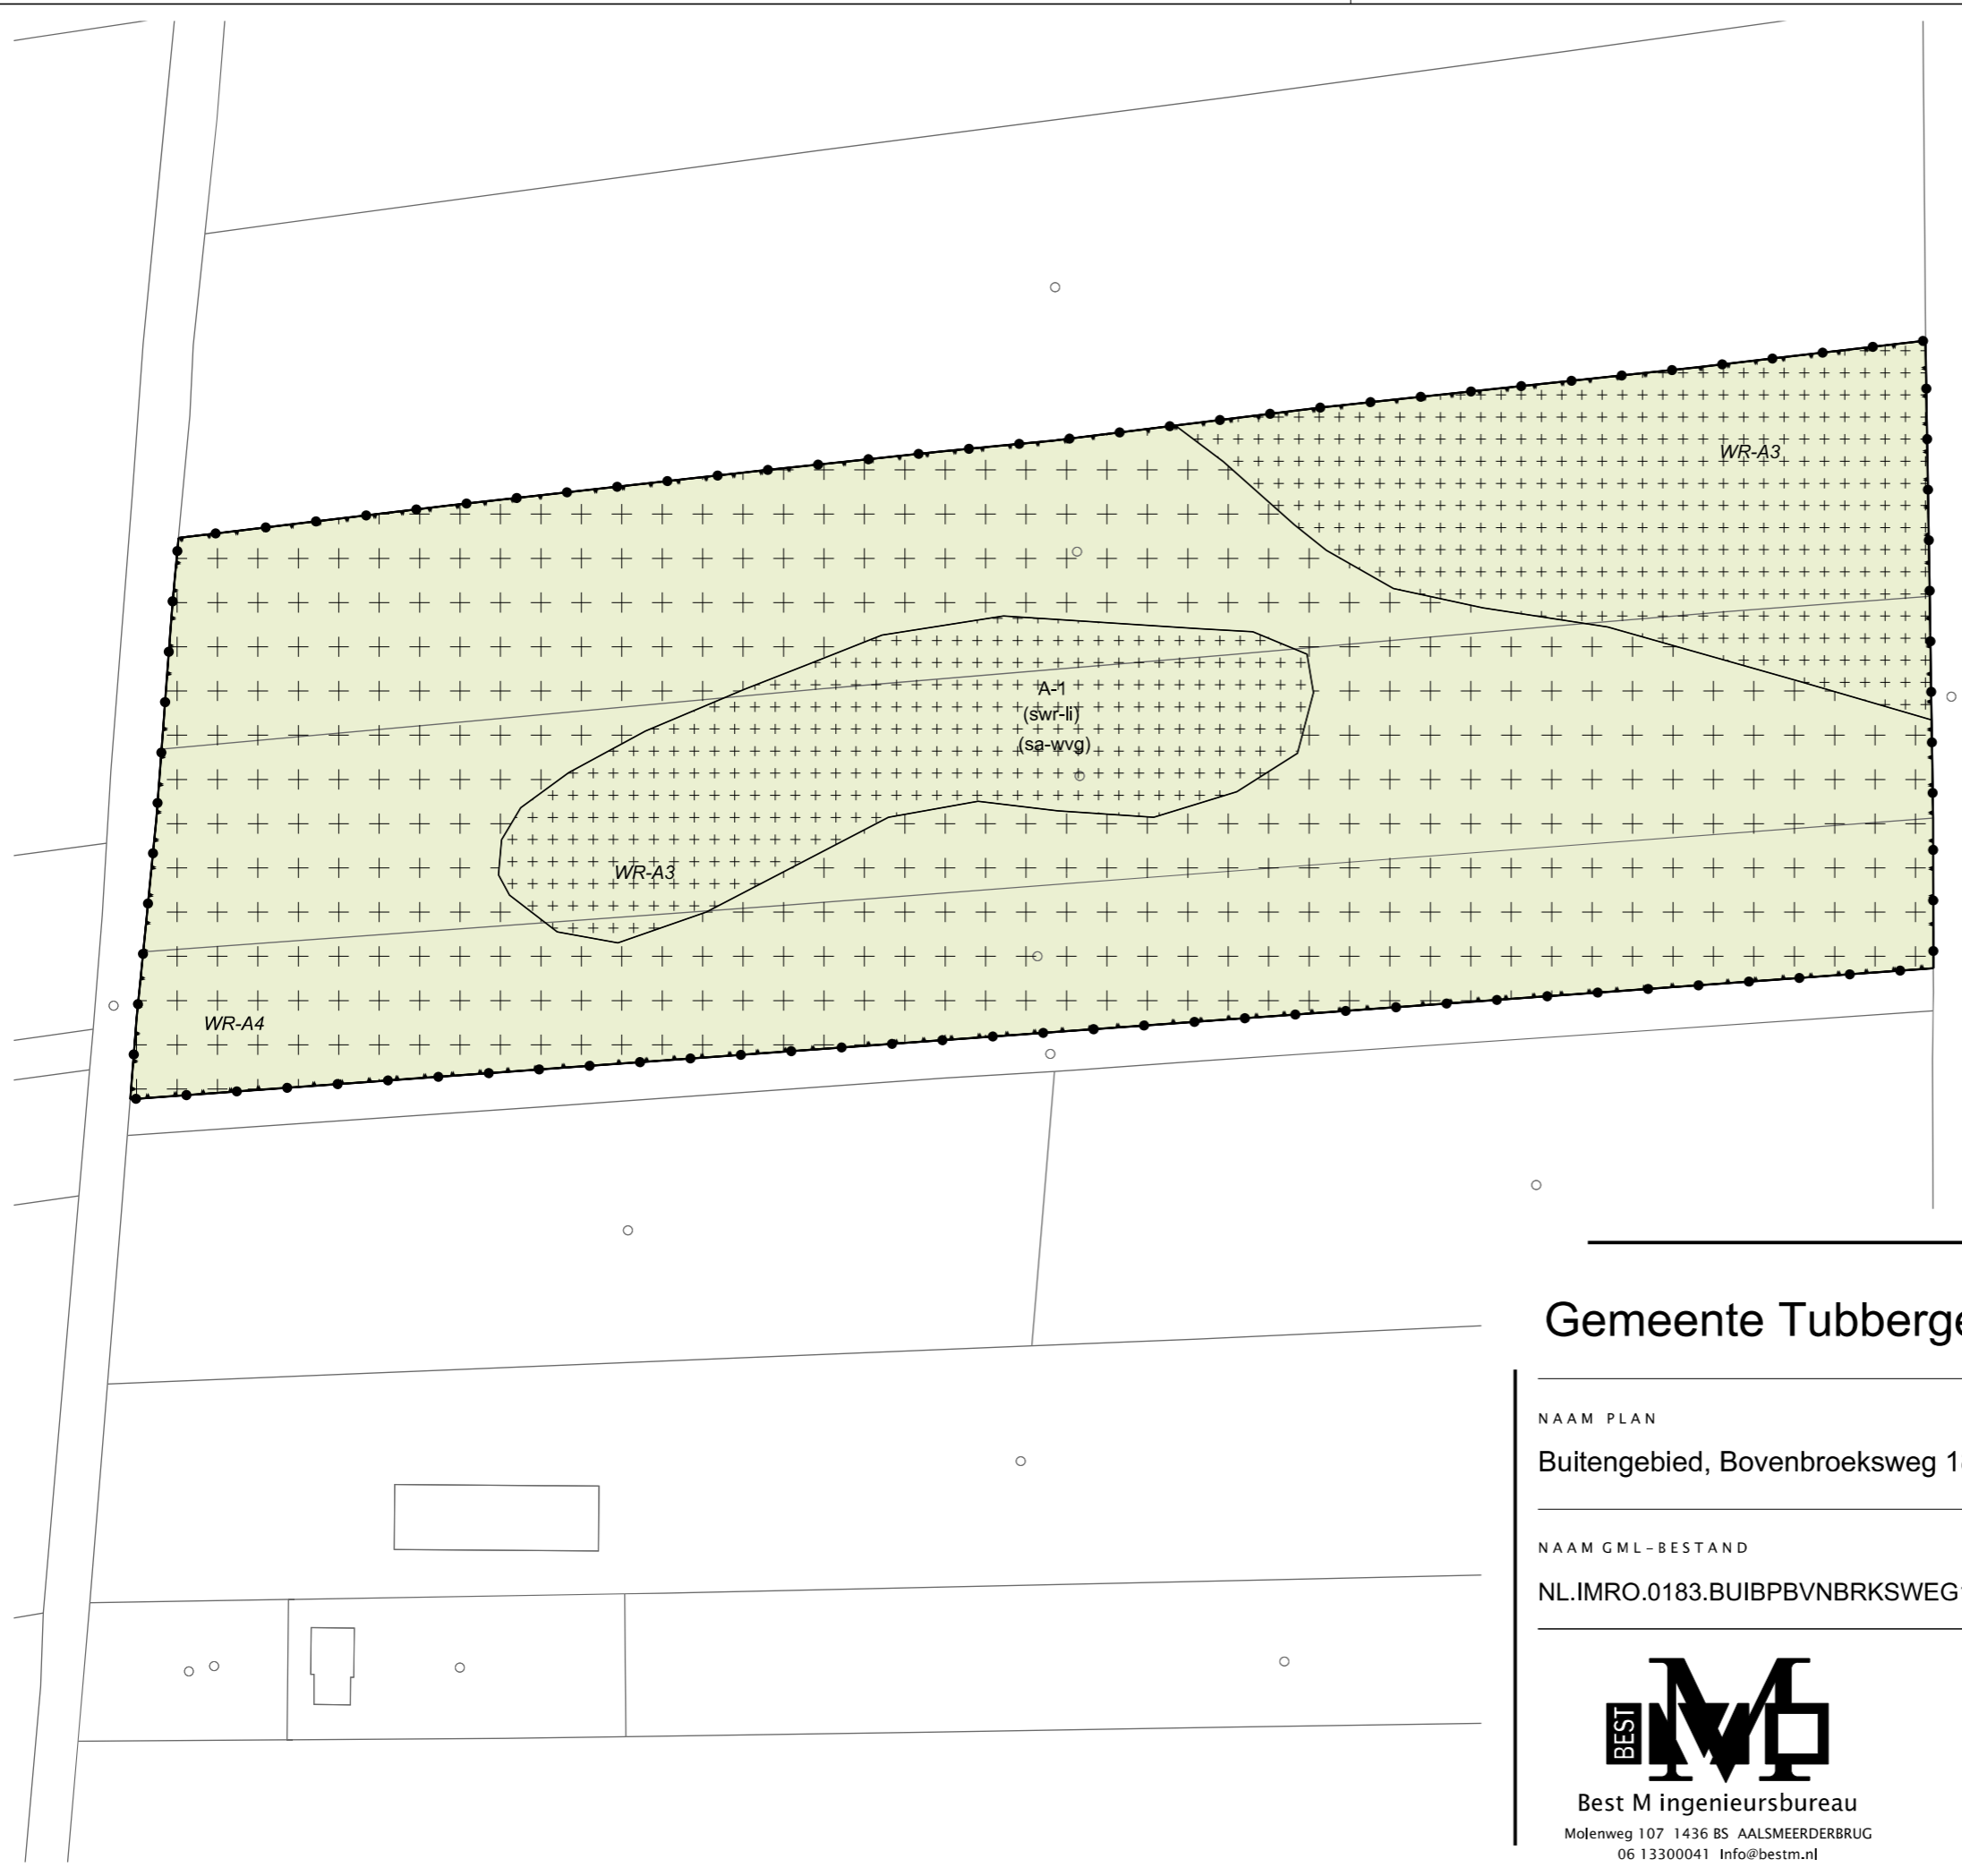 WR-A3
A-1
(swr-li)
(sa-wvg)
WR-A3
WR-A4
Gemeente Tubberge
NAAM PLAN
Buitengebied, Bovenbroeksweg 1
NAAM GML-BESTAND
NL.IMRO.0183.BUIBPBVNBRKSWEG
BEST
M
Best M ingenieursbureau
Molenweg 107 1436 BS AALSMEERDERBRUG
06 13300041 Info@bestm.nl